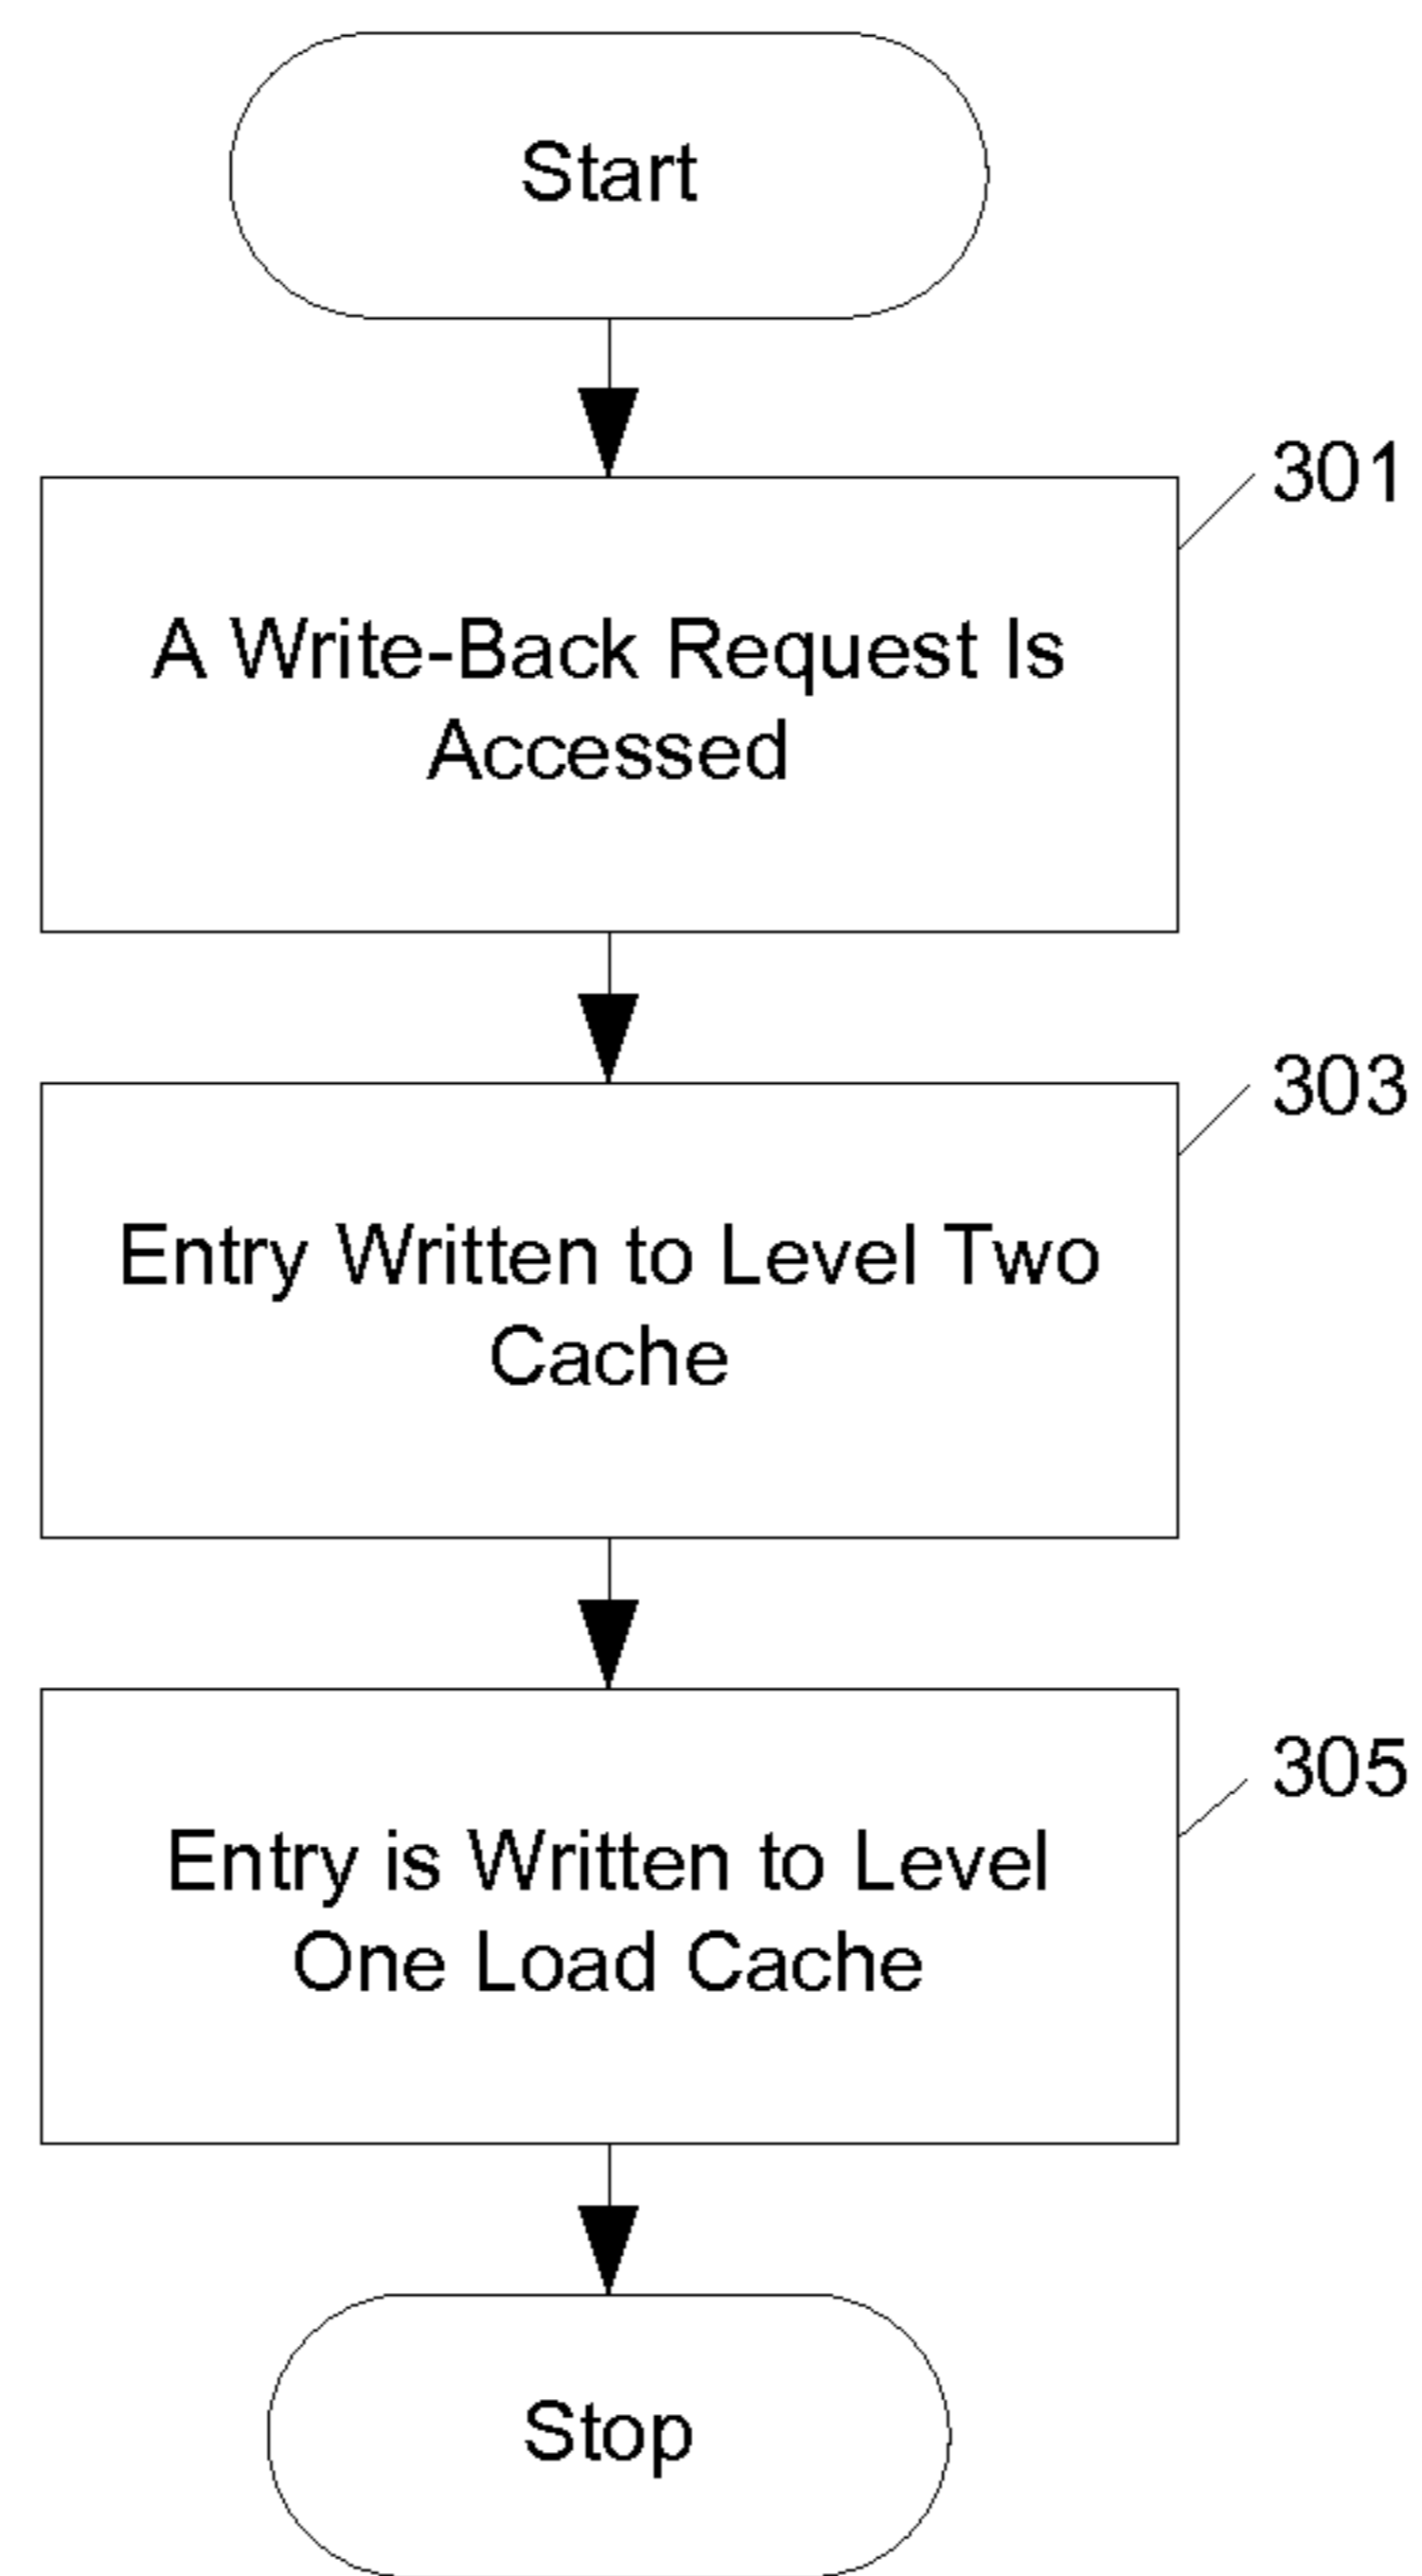 Start
301
A Write-Back Request Is
Accessed
303
Entry Written to Level Two
Cache
305
Entry is Written to Level
One Load Cache
Stop